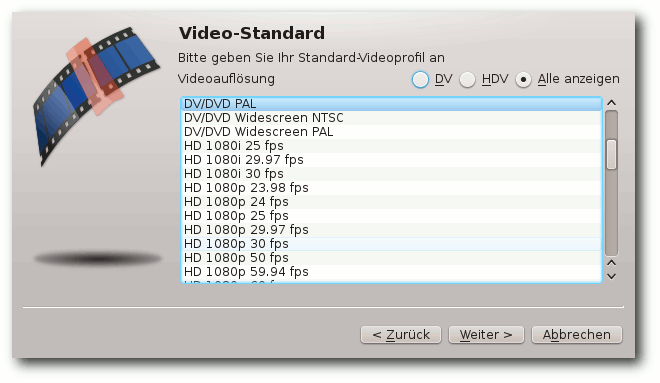 Video-Standard
Bitte geben Sie Ihr Standard-Videoprofil an
Videoauflösung DV HDV Alle anzeigen
DV/DVD PAL
DV/DVD Widescreen NTSC
DV/DVD Widescreen PAL
HD 1080i 25 fps
HD 1080i 29.97 fps
HD 1080i 30 fps
HD 1080p 23.98 fps
HD 1080p 24 fps
HD 1080p 25 fps
HD 1080p 29.97 fps
HD 1080p 30 fps
HD 1080p 50 fps
HD 1080p 59.94 fps
< Zurück Weiter > Abbrechen